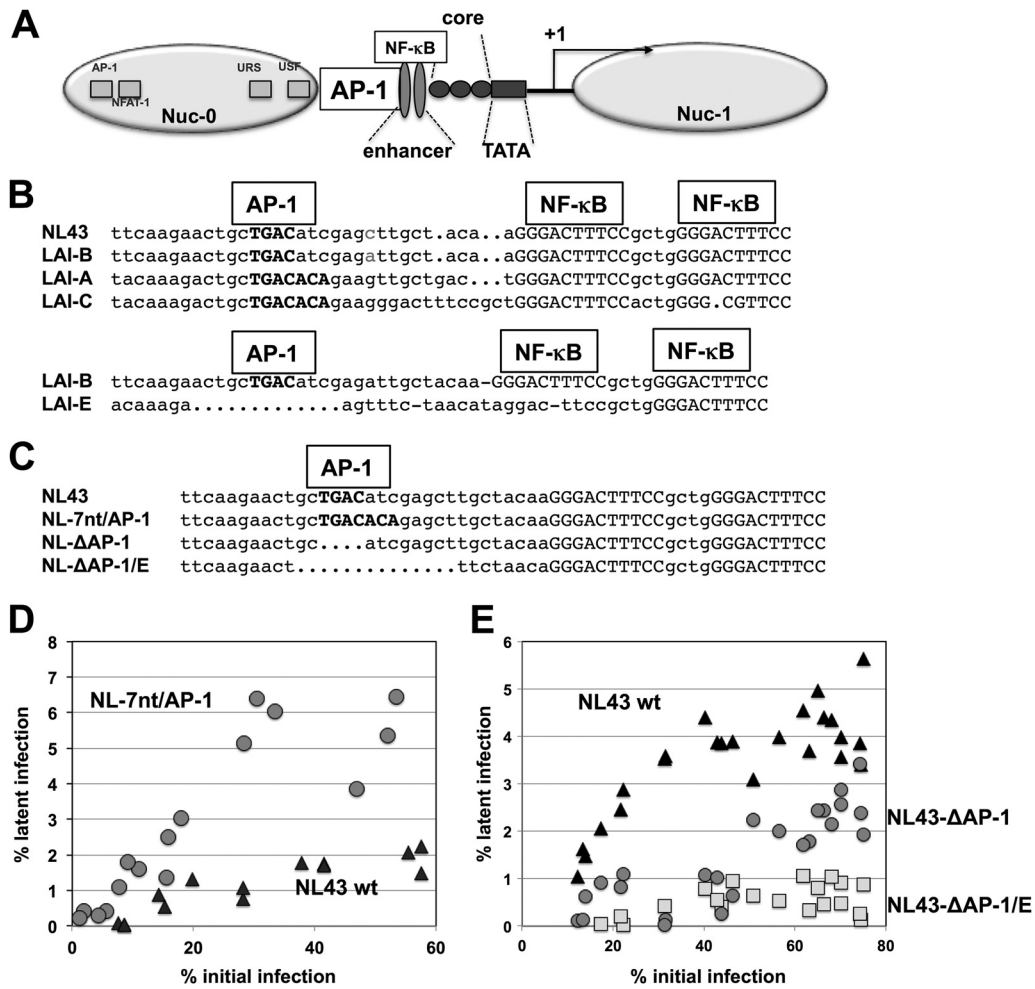 A
core
+1
NF-κB
AP-1
NFAT-1
URS
USF
AP-1
Nuc-0
Nuc-1
enhancer
TATA
B
AP-1 NF-κB NF-κB
NL43 ttcaagaactgcTGACatcgagcttgct.aca..aGGGACTTTCCgctgGGGACTTTCC
LAI-B ttcaagaactgcTGACatcgagattgct.aca..aGGGACTTTCCgctgGGGACTTTCC
LAI-A tacaaagaactgcTGACACAgaagttgctgac...tGGGACTTTCCgctgGGGACTTTCC
LAI-C tacaaagaactgcTGACACAgaagggactttccgctGGGACTTTCCactgGGG.CGTTCC
AP-1 NF-κB NF-κB
LAI-B ttcaagaactgcTGACatcgagattgctacaa-GGGACTTTCCgctgGGGACTTTCC
LAI-E acaaaga.............agtttc-taacataggac-ttccgctgGGGACTTTCC
C
AP-1
NL43 ttcaagaactgcTGACatcgagcttgctacaaGGGACTTTCCgctgGGGACTTTCC
NL-7nt/AP-1 ttcaagaactgcTGACACAgagcttgctacaaGGGACTTTCCgctgGGGACTTTCC
NL-ΔAP-1 ttcaagaactgc....atcgagcttgctacaaGGGACTTTCCgctgGGGACTTTCC
NL-ΔAP-1/E ttcaagaact..............ttctaacaGGGACTTTCCgctgGGGACTTTCC
D
8
7
6
5
4
3
2
1
0
% latent infection
NL-7nt/AP-1
NL43 wt
0 20 40 60
% initial infection
E
6
5
4
3
2
1
0
% latent infection
NL43 wt
NL43-ΔAP-1
NL43-ΔAP-1/E
0 20 40 60 80
% initial infection